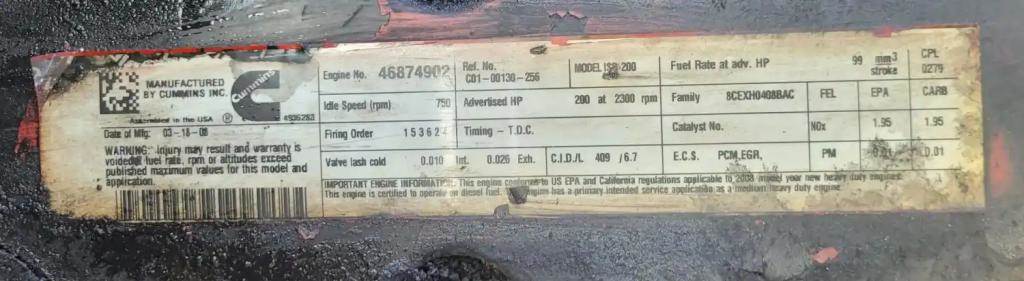 MANUFACTURED
BY CUMMINS INC.
Cummins
Assembled in the USA ®
4936283
Date of Mfg: 03-18-08
WARNING: Injury may result and warranty is
voided if fuel rate, rpm or altitudes exceed
published maximum values for this model and
application.
Engine No. 46874902
Ref. No.
C01-00130-256
MODEL ISB 200
Fuel Rate at adv. HP 99 mm3
stroke
CPL
0279
Idle Speed (rpm) 750
Advertised HP 200 at 2300 rpm
Family 8CEXH0408BAC
FEL EPA CARB
Firing Order 153624
Timing - T.D.C.
Catalyst No.
NOx 1.95 1.95
Valve lash cold 0.010 Int. 0.026 Exh.
C.I.D./L 409 /6.7
E.C.S. PCM,EGR,
PM 0.01 0.01
IMPORTANT ENGINE INFORMATION: This engine conforms to US EPA and California regulations applicable to 2008 model year new heavy duty engines.
This engine is certified to operate on diesel fuel. engine has a primary intended service application as a medium heavy duty engine.